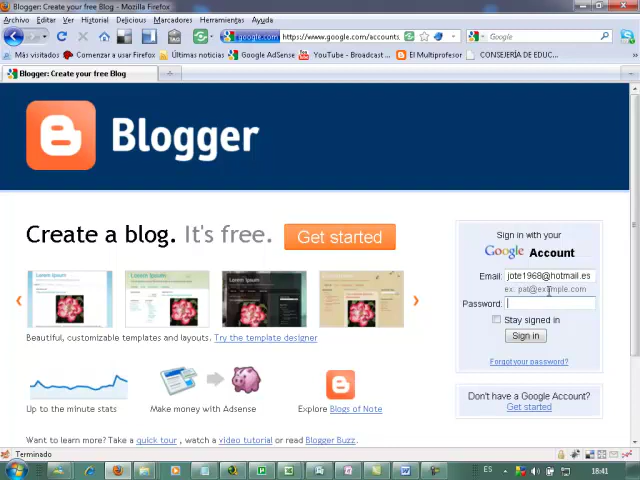 Blogger: Create your free Blog - Mozilla Firefox
Archivo Editar Ver Historial Delicious Marcadores Herramientas Ayuda
google.com https://www.google.com/accounts, Google
Más visitados Comenzar a usar Firefox Últimas noticias Google AdSense YouTube - Broadcast ... El Multiprofesor CONSEJERÍA DE EDUC...
Blogger: Create your free Blog
Blogger
Create a blog. It's free. Get started
Sign in with your
Google Account
Email: jote1968@hotmail.es
ex: pat@example.com
Password:
Stay signed in
Sign in
Forgot your password?
Beautiful, customizable templates and layouts. Try the template designer
Up to the minute stats
Make money with Adsense
Explore Blogs of Note
Don't have a Google Account?
Get started
Want to learn more? Take a quick tour , watch a video tutorial or read Blogger Buzz.
Terminado
ES 18:41